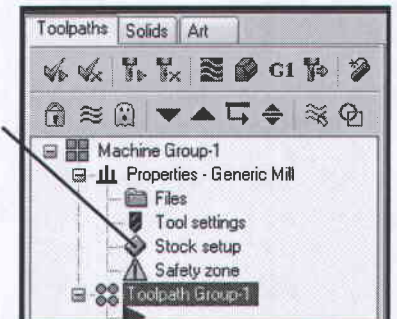 Toolpaths Solids Art
G1
Machine Group-1
Properties - Generic Mill
Files
Tool settings
Stock setup
Safety zone
Toolpath Group-1